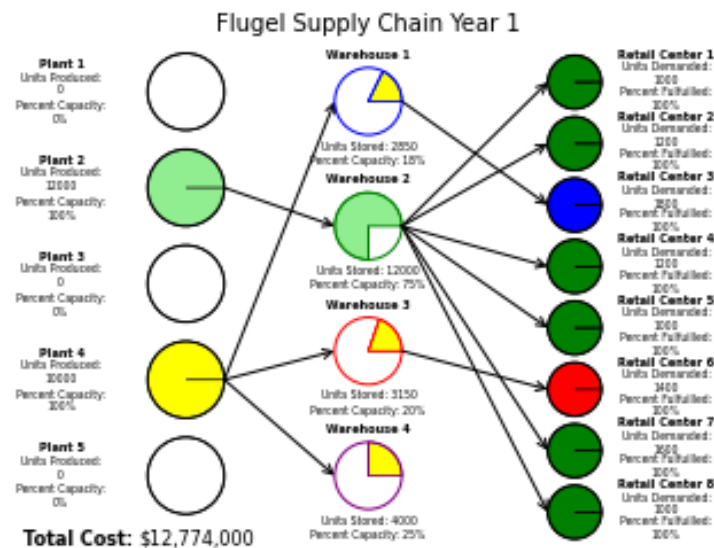 Flugel Supply Chain Year 1
Plant 1
Units Produced:
0
Percent Capacity:
0%
Plant 2
Units Produced:
12000
Percent Capacity:
100%
Plant 3
Units Produced:
0
Percent Capacity:
0%
Plant 4
Units Produced:
10000
Percent Capacity:
100%
Plant 5
Units Produced:
0
Percent Capacity:
0%
Total Cost: $12,774,000
Warehouse 1
Units Stored: 2850
Percent Capacity: 18%
Warehouse 2
Units Stored: 12000
Percent Capacity: 75%
Warehouse 3
Units Stored: 3150
Percent Capacity: 20%
Warehouse 4
Units Stored: 4000
Percent Capacity: 25%
Retail Center 1
Units Demanded:
1000
Percent Fulfilled:
100%
Retail Center 2
Units Demanded:
1200
Percent Fulfilled:
100%
Retail Center 3
Units Demanded:
Percent Fulfilled:
100%
Retail Center 4
Units Demanded:
1200
Percent Fulfilled:
100%
Retail Center 5
Units Demanded:
1000
Percent Fulfilled:
100%
Retail Center 6
Units Demanded:
1400
Percent Fulfilled:
100%
Retail Center 7
Units Demanded:
Percent Fulfilled:
100%
Retail Center 8
Units Demanded:
1000
Percent Fulfilled:
100%